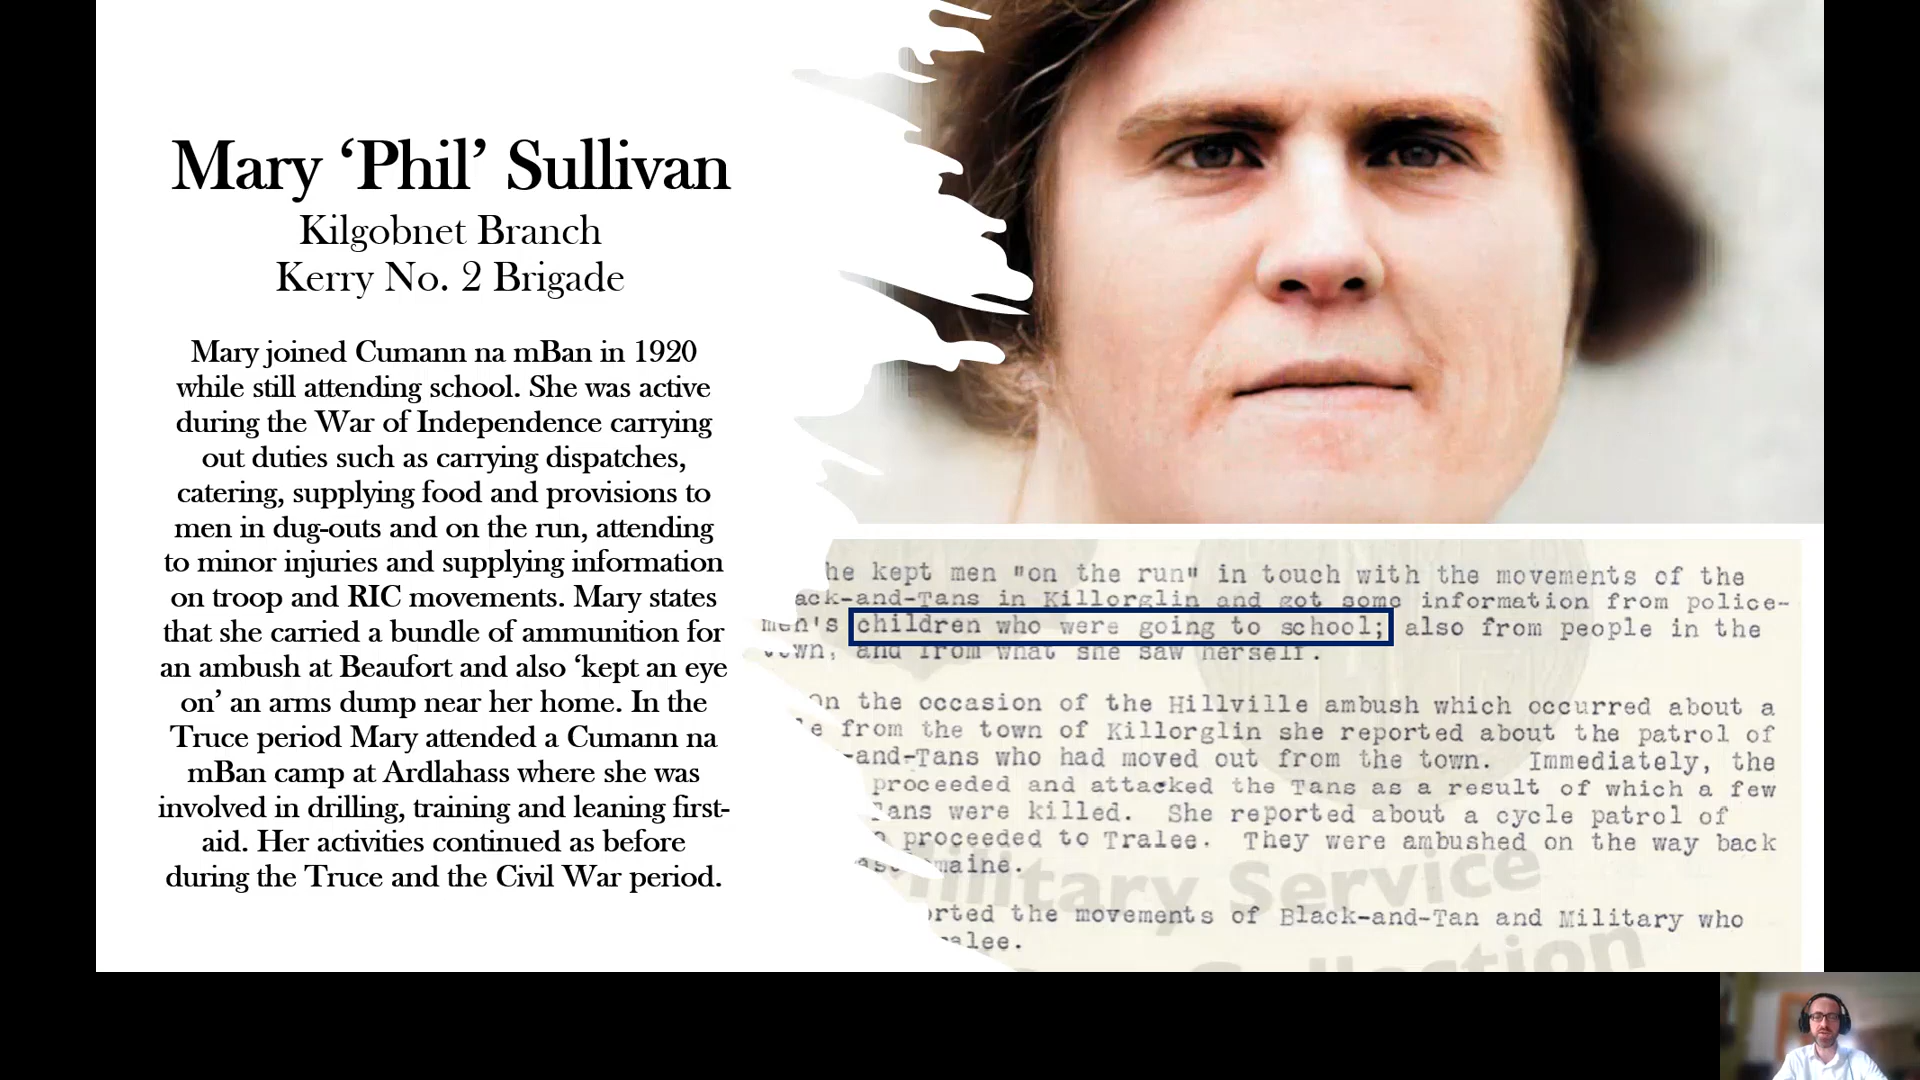 Mary ‘Phil’ Sullivan
Kilgobnet Branch
Kerry No. 2 Brigade
Mary joined Cumann na mBan in 1920
while still attending school. She was active
during the War of Independence carrying
out duties such as carrying dispatches,
catering, supplying food and provisions to
men in dug-outs and on the run, attending
to minor injuries and supplying information
on troop and RIC movements. Mary states
that she carried a bundle of ammunition for
an ambush at Beaufort and also ‘kept an eye
on’ an arms dump near her home. In the
Truce period Mary attended a Cumann na
mBan camp at Ardlahass where she was
involved in drilling, training and leaning first-
aid. Her activities continued as before
during the Truce and the Civil War period.
he kept men "on the run" in touch with the movements of the
ack-and-Tans in Killorglin and got some information from police-
men's children who were going to school; also from people in the
town, and from what she saw herself.
On the occasion of the Hillville ambush which occurred about a
e from the town of Killorglin she reported about the patrol of
-and-Tans who had moved out from the town. Immediately, the
proceeded and attacked the Tans as a result of which a few
Tans were killed. She reported about a cycle patrol of
proceeded to Tralee. They were ambushed on the way back
maine.
orted the movements of Black-and-Tan and Military who
alee.
Military Service
Collection